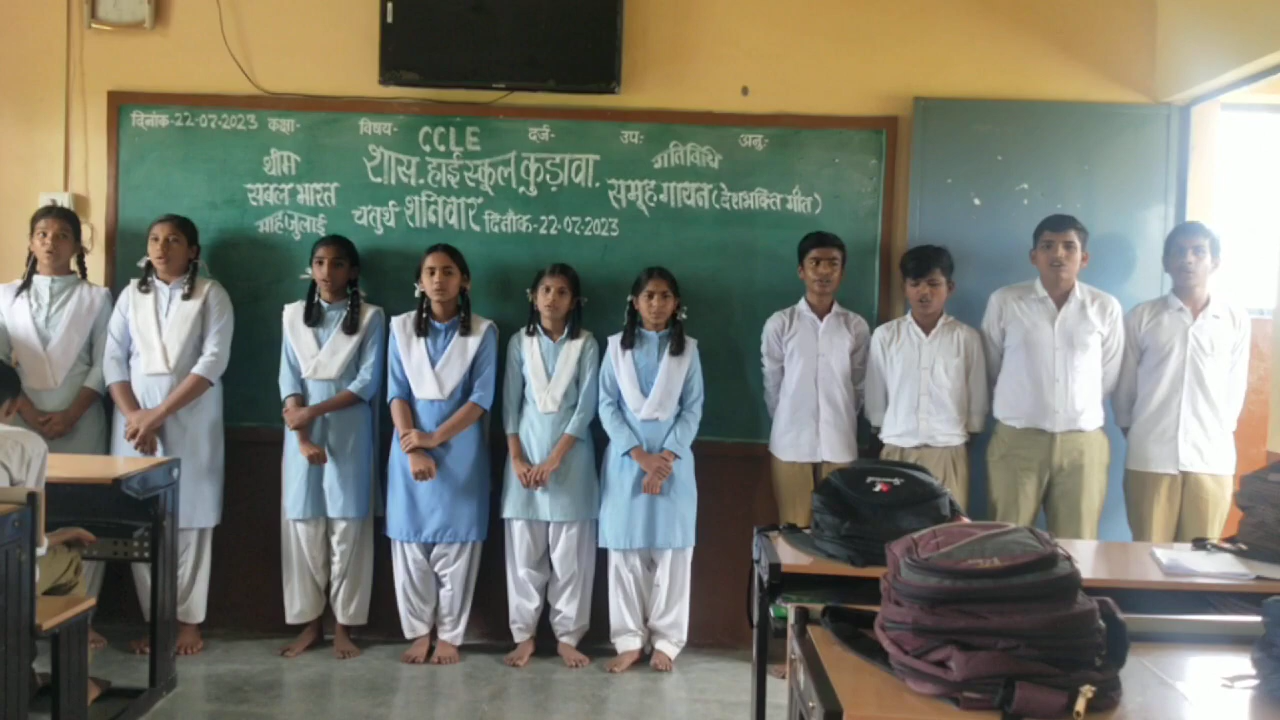 दिनांक-22-07-2023 कक्षा- विषय- CCLE दर्ज- उप: अनु:
थीम शास. हाई स्कूल कुड़ावा. गतिविधि
सबल भारत समूह गायन (देशभक्ति गीत)
माह जुलाई चतुर्थ शनिवार दिनाँक-22-07-2023